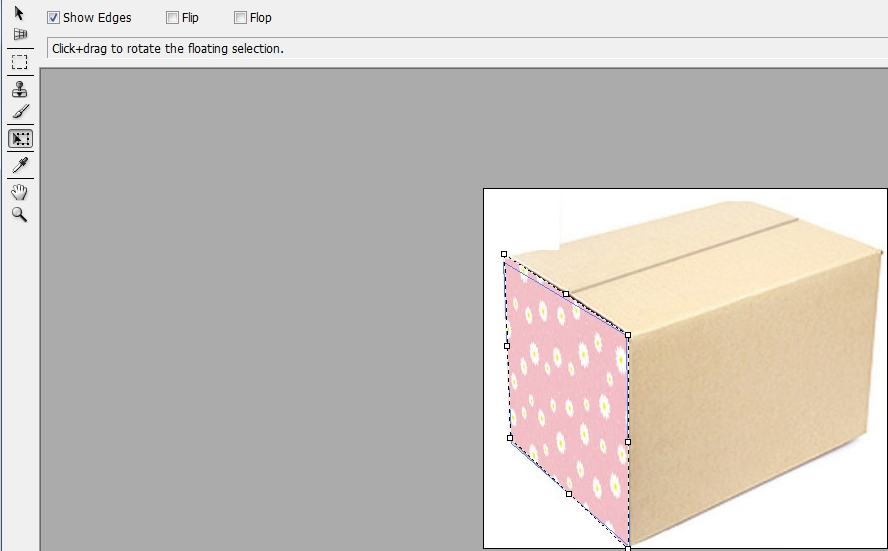 Show Edges Flip Flop
Click+drag to rotate the floating selection.